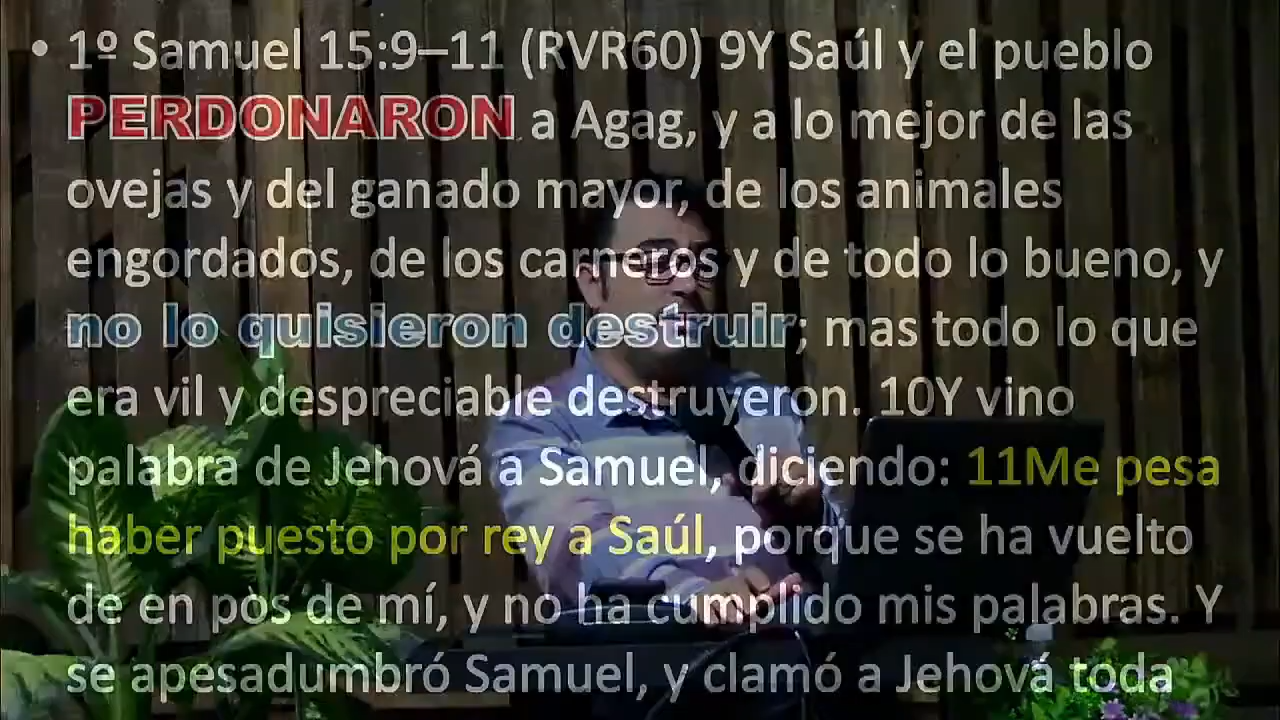 • 1º Samuel 15:9–11 (RVR60) 9Y Saúl y el pueblo
PERDONARON a Agag, y a lo mejor de las
ovejas y del ganado mayor, de los animales
engordados, de los carneros y de todo lo bueno, y
no lo quisieron destruir; mas todo lo que
era vil y despreciable destruyeron. 10Y vino
palabra de Jehová a Samuel, diciendo: 11Me pesa
haber puesto por rey a Saúl, porque se ha vuelto
de en pos de mí, y no ha cumplido mis palabras. Y
se apesadumbró Samuel, y clamó a Jehová toda